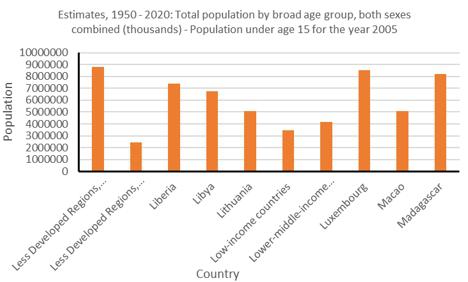 Estimates, 1950 - 2020: Total population by broad age group, both sexes
combined (thousands) - Population under age 15 for the year 2005
10000000
9000000
8000000
7000000
6000000
5000000
4000000
3000000
2000000
1000000
0
Population
Less Developed Regions,...
Less Developed Regions,...
Liberia
Libya
Lithuania
Low-income countries
Lower-middle-income...
Luxembourg
Macao
Madagascar
Country